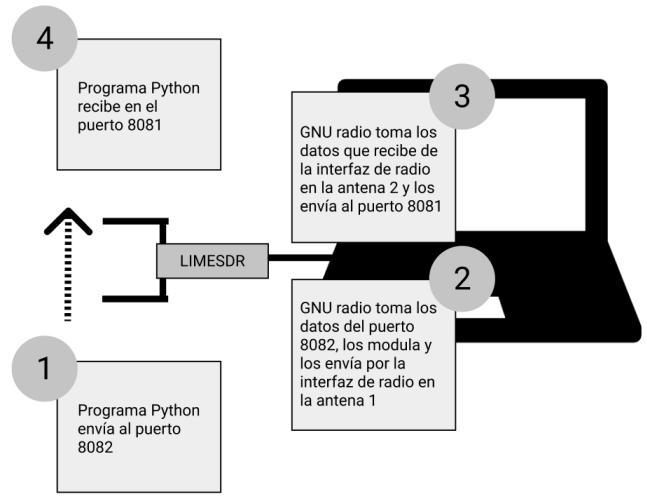 4
Programa Python
recibe en el
puerto 8081
3
GNU radio toma los
datos que recibe de
la interfaz de radio
en la antena 2 y los
envía al puerto 8081
LIMESDR
2
GNU radio toma los
datos del puerto
8082, los modula y
los envía por la
interfaz de radio en
la antena 1
1
Programa Python
envía al puerto
8082